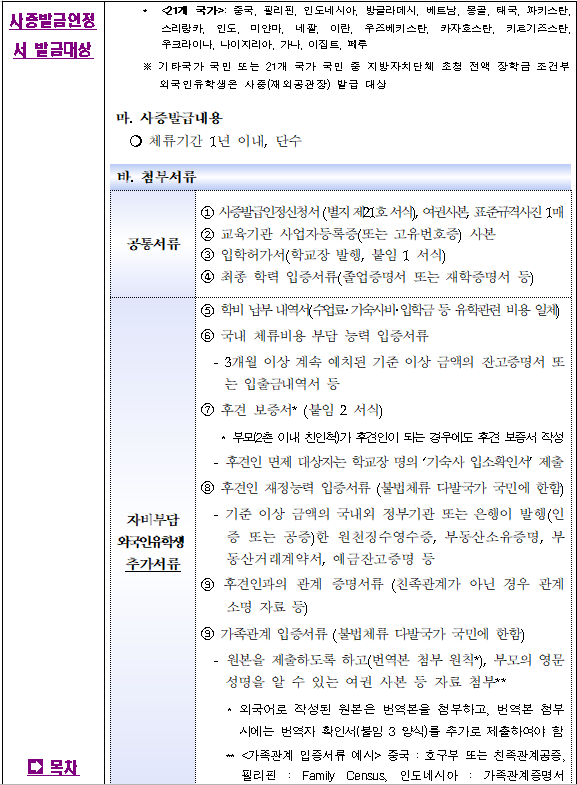 사증발급인정
서 발급대상
* <21개 국가>: 중국, 필리핀, 인도네시아, 방글라데시, 베트남, 몽골, 태국, 파키스탄,
스리랑카, 인도, 미얀마, 네팔, 이란, 우즈베키스탄, 카자흐스탄, 키르기즈스탄,
우크라이나, 나이지리아, 가나, 이집트, 페루
※ 기타국가 국민 또는 21개 국가 국민 중 지방자치단체 초청 전액 장학금 조건부
외국인유학생은 사증(재외공관장) 발급 대상
마. 사증발급내용
❍ 체류기간 1년 이내, 단수
바. 첨부서류
공통서류
① 사증발급인정신청서 (별지 제21호 서식), 여권사본, 표준규격사진 1매
② 교육기관 사업자등록증(또는 고유번호증) 사본
③ 입학허가서(학교장 발행, 붙임 1 서식)
④ 최종 학력 입증서류(졸업증명서 또는 재학증명서 등)
자비부담
외국인유학생
추가서류
⑤ 학비 납부 내역서(수업료·기숙사비·입학금 등 유학관련 비용 일체)
⑥ 국내 체류비용 부담 능력 입증서류
- 3개월 이상 계속 예치된 기준 이상 금액의 잔고증명서 또
는 입출금내역서 등
⑦ 후견 보증서* (붙임 2 서식)
* 부모(2촌 이내 친인척)가 후견인이 되는 경우에도 후견 보증서 작성
- 후견인 면제 대상자는 학교장 명의 ‘기숙사 입소확인서’ 제출
⑧ 후견인 재정능력 입증서류 (불법체류 다발국가 국민에 한함)
- 기준 이상 금액의 국내외 정부기관 또는 은행이 발행(인
증 또는 공증)한 원천징수영수증, 부동산소유증명, 부
동산거래계약서, 예금잔고증명 등
⑨ 후견인과의 관계 증명서류 (친족관계가 아닌 경우 관계
소명 자료 등)
⑨ 가족관계 입증서류 (불법체류 다발국가 국민에 한함)
- 원본을 제출하도록 하고(번역본 첨부 원칙*), 부모의 영문
성명을 알 수 있는 여권 사본 등 자료 첨부**
* 외국어로 작성된 원본은 번역본을 첨부하고, 번역본 첨부
시에는 번역자 확인서(붙임 3 양식)를 추가로 제출하여야 함
** <가족관계 입증서류 예시> 중국 : 호구부 또는 친족관계공증,
필리핀 : Family Census, 인도네시아 : 가족관계증명서
➡ 목차